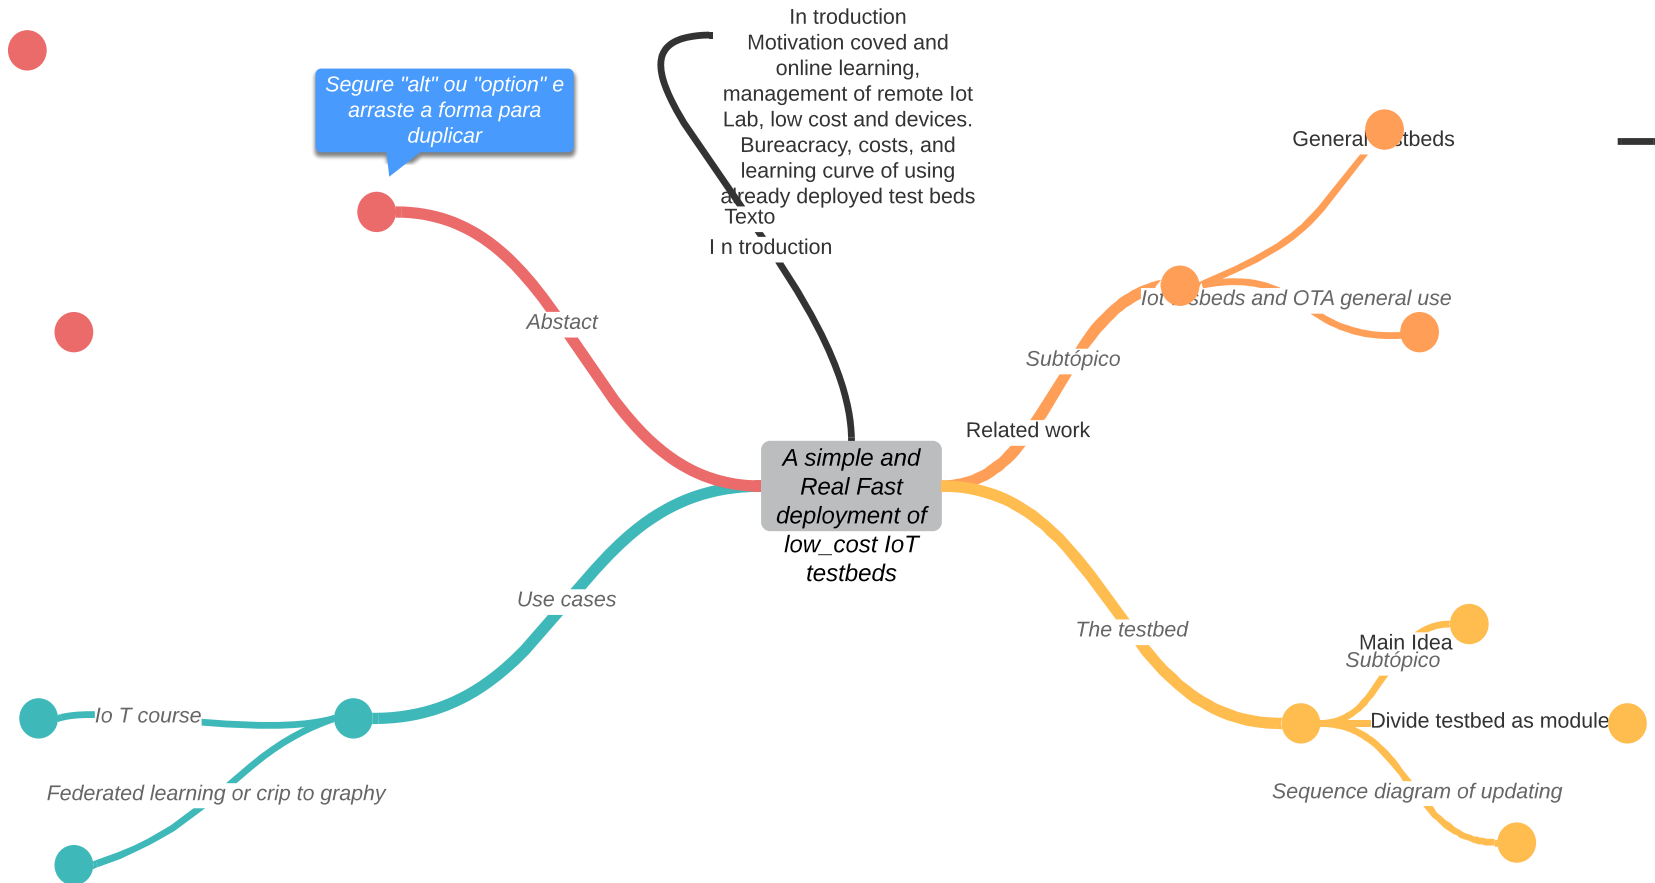 In troduction
Motivation coved and
online learning,
management of remote Iot
Lab, low cost and devices.
Bureacracy, costs, and
learning curve of using
already deployed test beds
Texto
I n troduction
Segure "alt" ou "option" e
arraste a forma para
duplicar
Abstact
General testbeds
Iot tesbeds and OTA general use
Subtópico
Related work
A simple and
Real Fast
deployment of
low_cost IoT
testbeds
Use cases
Io T course
Federated learning or crip to graphy
The testbed
Main Idea
Subtópico
Divide testbed as module
Sequence diagram of updating